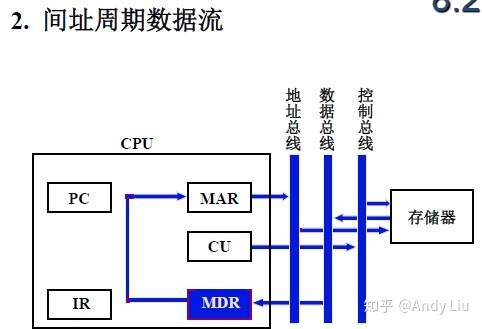 8.2
2. 间址周期数据流
地址总线
数据总线
控制总线
CPU
PC
MAR
CU
存储器
IR
MDR
知乎 @Andy Liu